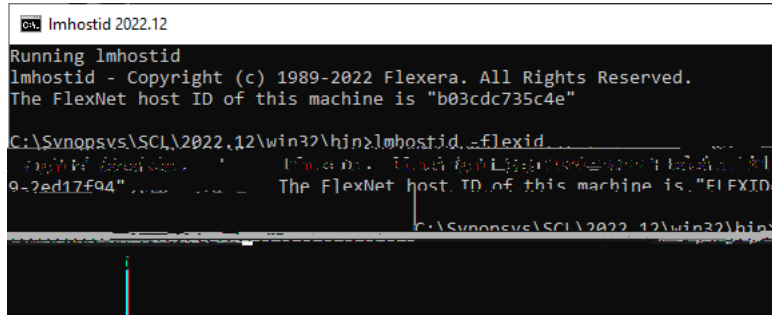 lmhostid 2022.12
Running lmhostid
lmhostid - Copyright (c) 1989-2022 Flexera. All Rights Reserved.
The FlexNet host ID of this machine is "b03cdc735c4e"
C:\Synopsys\SCL\2022.12\win32\bin>lmhostid -flexid
9-2ed17f94" The FlexNet host ID of this machine is "FLEXID=
C:\Synopsys\SCL\2022.12\win32\bin>